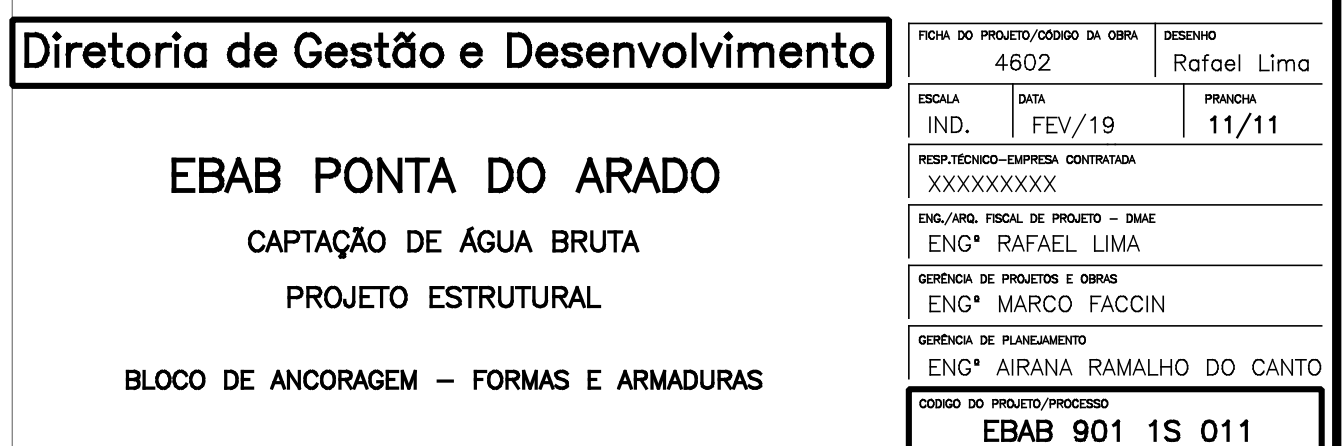 Diretoria de Gestão e Desenvolvimento
EBAB PONTA DO ARADO
CAPTAÇÃO DE ÁGUA BRUTA
PROJETO ESTRUTURAL
BLOCO DE ANCORAGEM – FORMAS E ARMADURAS
FICHA DO PROJETO/CÓDIGO DA OBRA DESENHO
4602 Rafael Lima
ESCALA DATA PRANCHA
IND. FEV/19 11/11
RESP.TÉCNICO-EMPRESA CONTRATADA
XXXXXXXXX
ENG./ARQ. FISCAL DE PROJETO – DMAE
ENGª RAFAEL LIMA
GERÊNCIA DE PROJETOS E OBRAS
ENGª MARCO FACCIN
GERÊNCIA DE PLANEJAMENTO
ENGª AIRANA RAMALHO DO CANTO
CODIGO DO PROJETO/PROCESSO
EBAB 901 1S 011